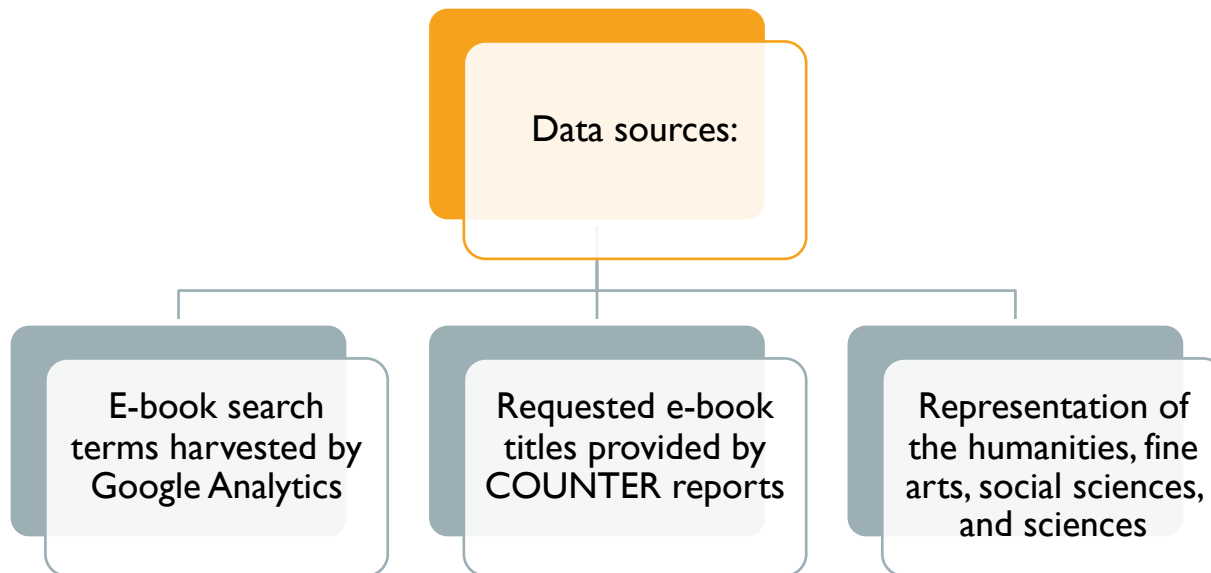 Data sources:
E-book search
terms harvested by
Google Analytics
Requested e-book
titles provided by
COUNTER reports
Representation of
the humanities, fine
arts, social sciences,
and sciences